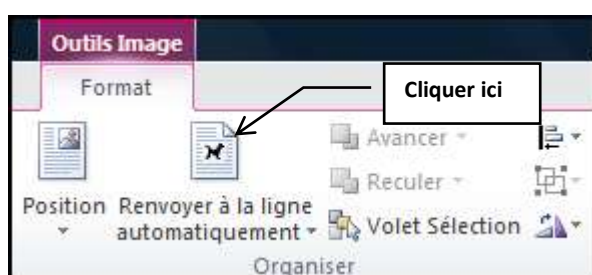 Outils Image
Format
Cliquer ici
Avancer
Reculer
Position
Renvoyer à la ligne
automatiquement
Volet Sélection
Organiser